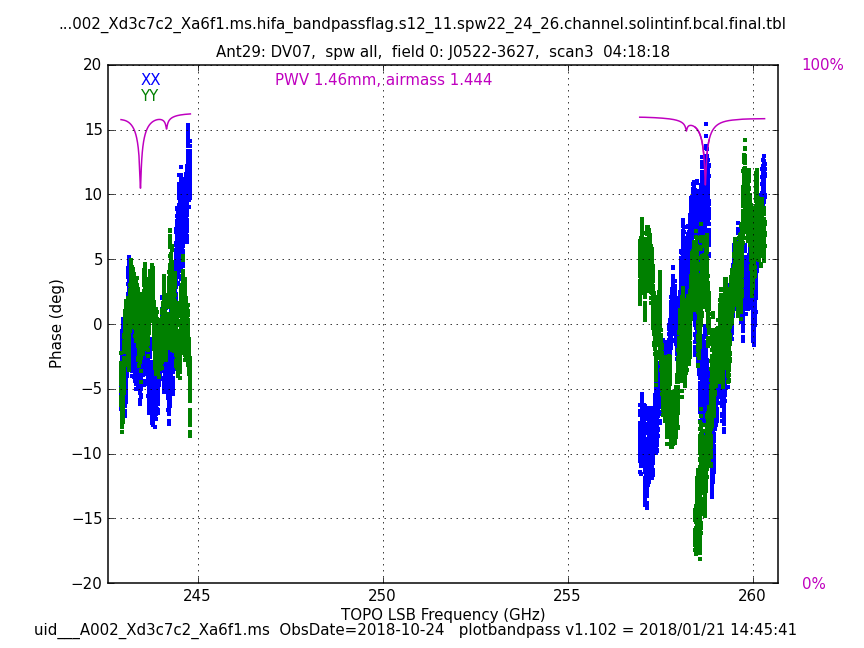 ...002_Xd3c7c2_Xa6f1.ms.hifa_bandpassflag.s12_11.spw22_24_26.channel.solintinf.bcal.final.tbl
Ant29: DV07,  spw all,  field 0: J0522-3627,  scan3  04:18:18
20
100%
XX
PWV 1.46mm, airmass 1.444
YY
15
10
5
0
Phase (deg)
−5
−10
−15
−20
0%
245
250
255
260
TOPO LSB Frequency (GHz)
uid___A002_Xd3c7c2_Xa6f1.ms  ObsDate=2018-10-24   plotbandpass v1.102 = 2018/01/21 14:45:41